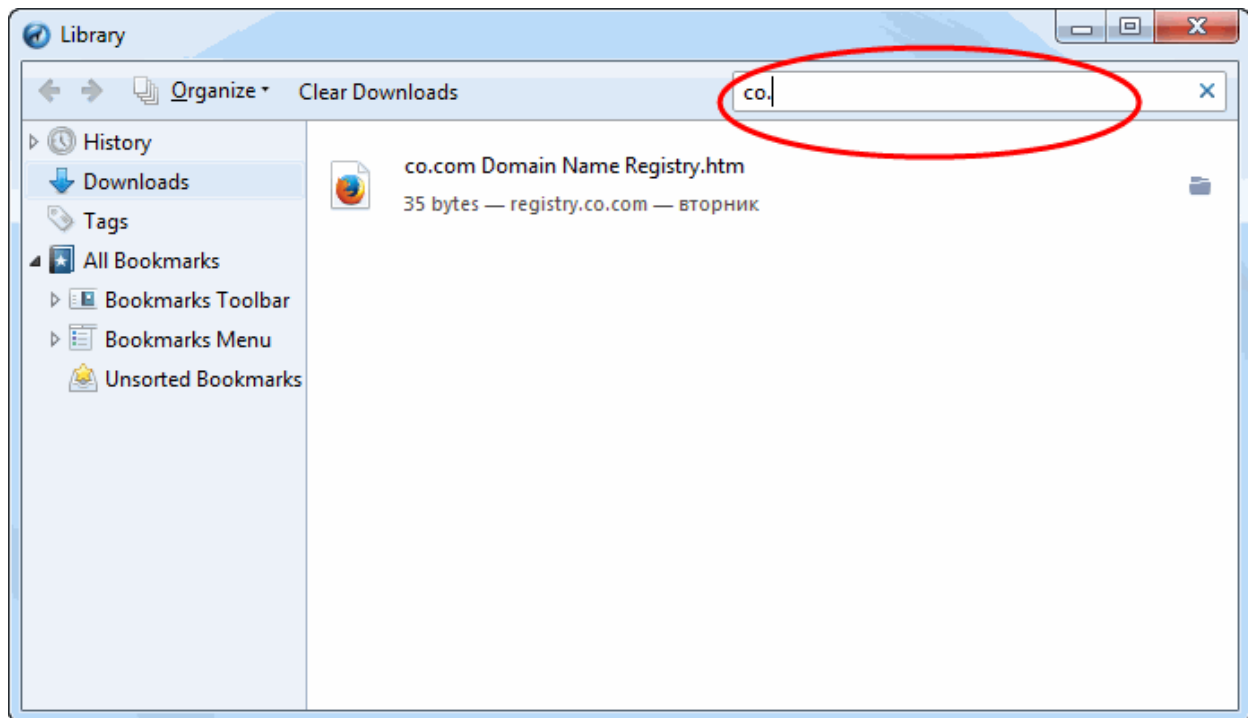 Library
Organize
Clear Downloads
co.
History
Downloads
Tags
All Bookmarks
Bookmarks Toolbar
Bookmarks Menu
Unsorted Bookmarks
co.com Domain Name Registry.htm
35 bytes — registry.co.com — вторник